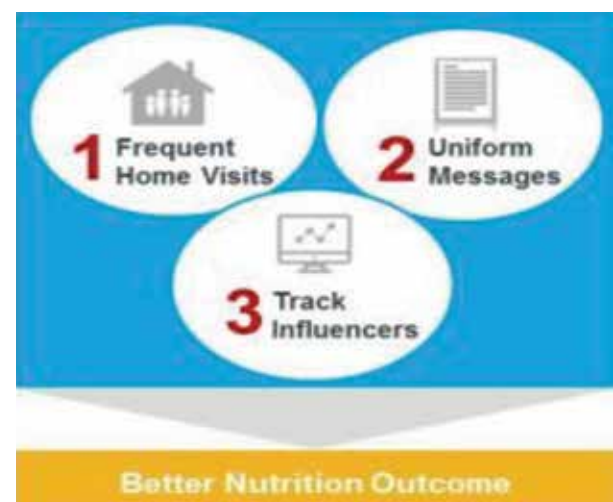 1 Frequent
Home Visits
2 Uniform
Messages
3 Track
Influencers
Better Nutrition Outcome